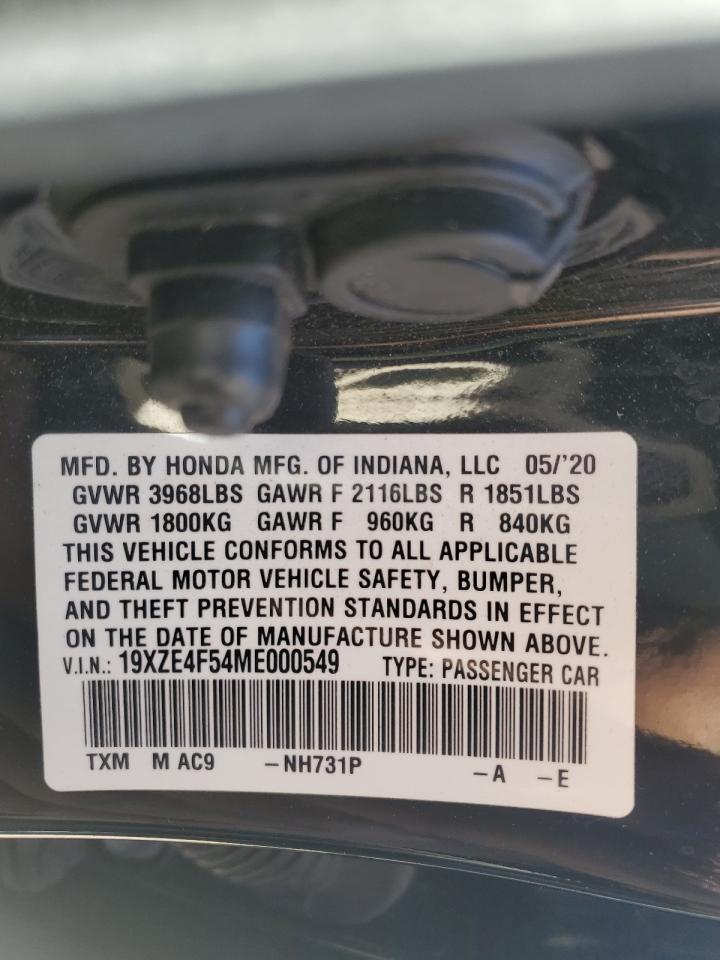 MFD. BY HONDA MFG. OF INDIANA, LLC 05/'20
GVWR 3968LBS GAWR F 2116LBS R 1851LBS
GVWR 1800KG GAWR F 960KG R 840KG
THIS VEHICLE CONFORMS TO ALL APPLICABLE
FEDERAL MOTOR VEHICLE SAFETY, BUMPER,
AND THEFT PREVENTION STANDARDS IN EFFECT
ON THE DATE OF MANUFACTURE SHOWN ABOVE.
V.I.N.: 19XZE4F54ME000549 TYPE: PASSENGER CAR
TXM M AC9 –NH731P –A –E